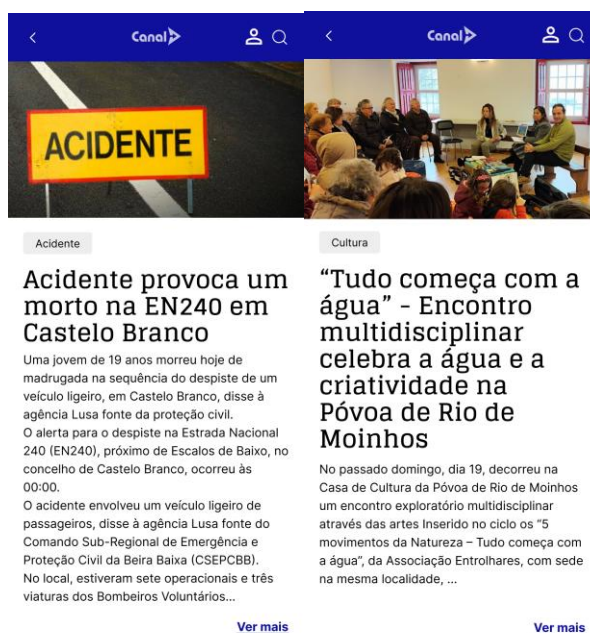 Canal
ACIDENTE
Acidente
Acidente provoca um
morto na EN240 em
Castelo Branco
Uma jovem de 19 anos morreu hoje de
madrugada na sequência do despiste de um
veículo ligeiro, em Castelo Branco, disse à
agência Lusa fonte da proteção civil.
O alerta para o despiste na Estrada Nacional
240 (EN240), próximo de Escalos de Baixo, no
concelho de Castelo Branco, ocorreu às
00:00.
O acidente envolveu um veículo ligeiro de
passageiros, disse à agência Lusa fonte do
Comando Sub-Regional de Emergência e
Proteção Civil da Beira Baixa (CSEPCBB).
No local, estiveram sete operacionais e três
viaturas dos Bombeiros Voluntários...
Ver mais
Canal
Cultura
“Tudo começa com a
água” – Encontro
multidisciplinar
celebra a água e a
criatividade na
Póvoa de Rio de
Moinhos
No passado domingo, dia 19, decorreu na
Casa de Cultura da Póvoa de Rio de Moinhos
um encontro exploratório multidisciplinar
através das artes Inserido no ciclo os “5
movimentos da Natureza – Tudo começa com
a água”, da Associação Entrolhares, com sede
na mesma localidade, ...
Ver mais